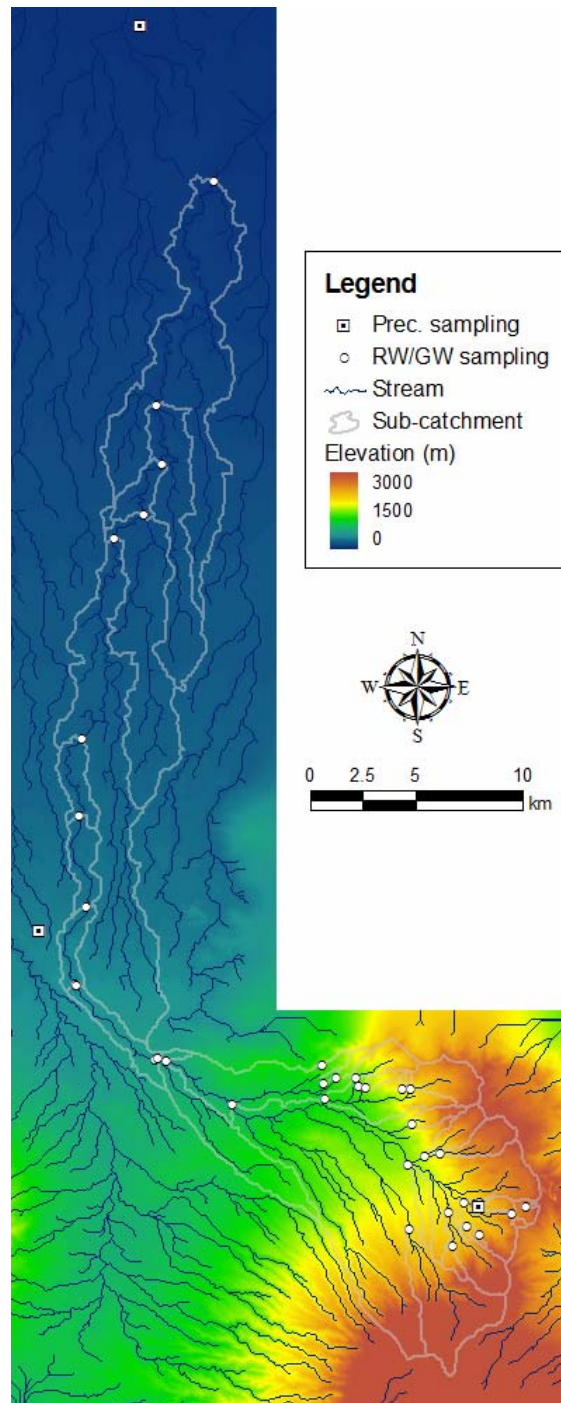 Legend
Prec. sampling
RW/GW sampling
Stream
Sub-catchment
Elevation (m)
3000
1500
0
N
W E
S
0 2.5 5 10
km